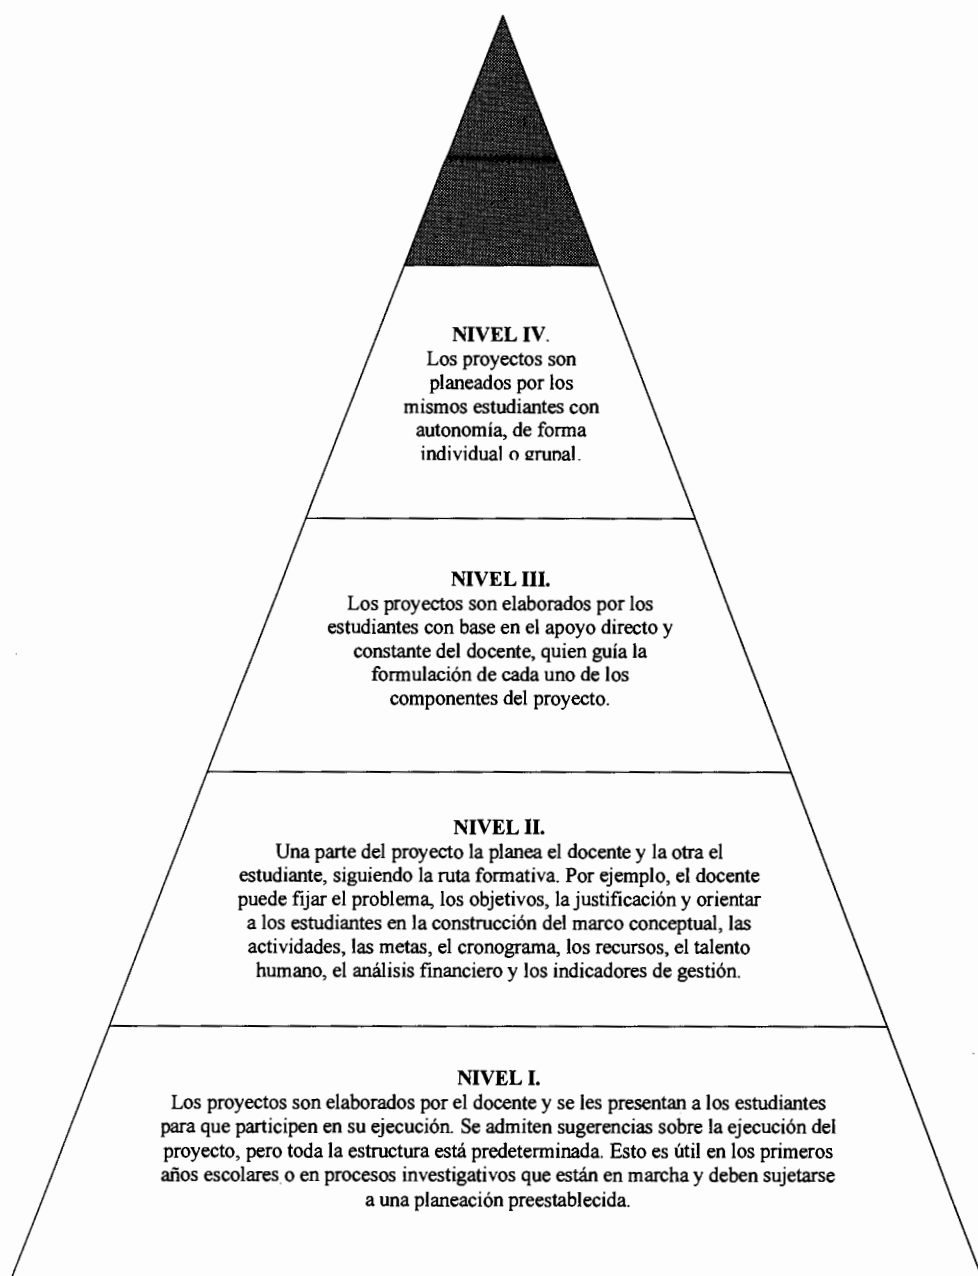 NIVEL IV.
Los proyectos son
planeados por los
mismos estudiantes con
autonomía, de forma
individual o grupal.
NIVEL III.
Los proyectos son elaborados por los
estudiantes con base en el apoyo directo y
constante del docente, quien guía la
formulación de cada uno de los
componentes del proyecto.
NIVEL II.
Una parte del proyecto la planea el docente y la otra el
estudiante, siguiendo la ruta formativa. Por ejemplo, el docente
puede fijar el problema, los objetivos, la justificación y orientar
a los estudiantes en la construcción del marco conceptual, las
actividades, las metas, el cronograma, los recursos, el talento
humano, el análisis financiero y los indicadores de gestión.
NIVEL I.
Los proyectos son elaborados por el docente y se les presentan a los estudiantes
para que participen en su ejecución. Se admiten sugerencias sobre la ejecución del
proyecto, pero toda la estructura está predeterminada. Esto es útil en los primeros
años escolares o en procesos investigativos que están en marcha y deben sujetarse
a una planeación preestablecida.